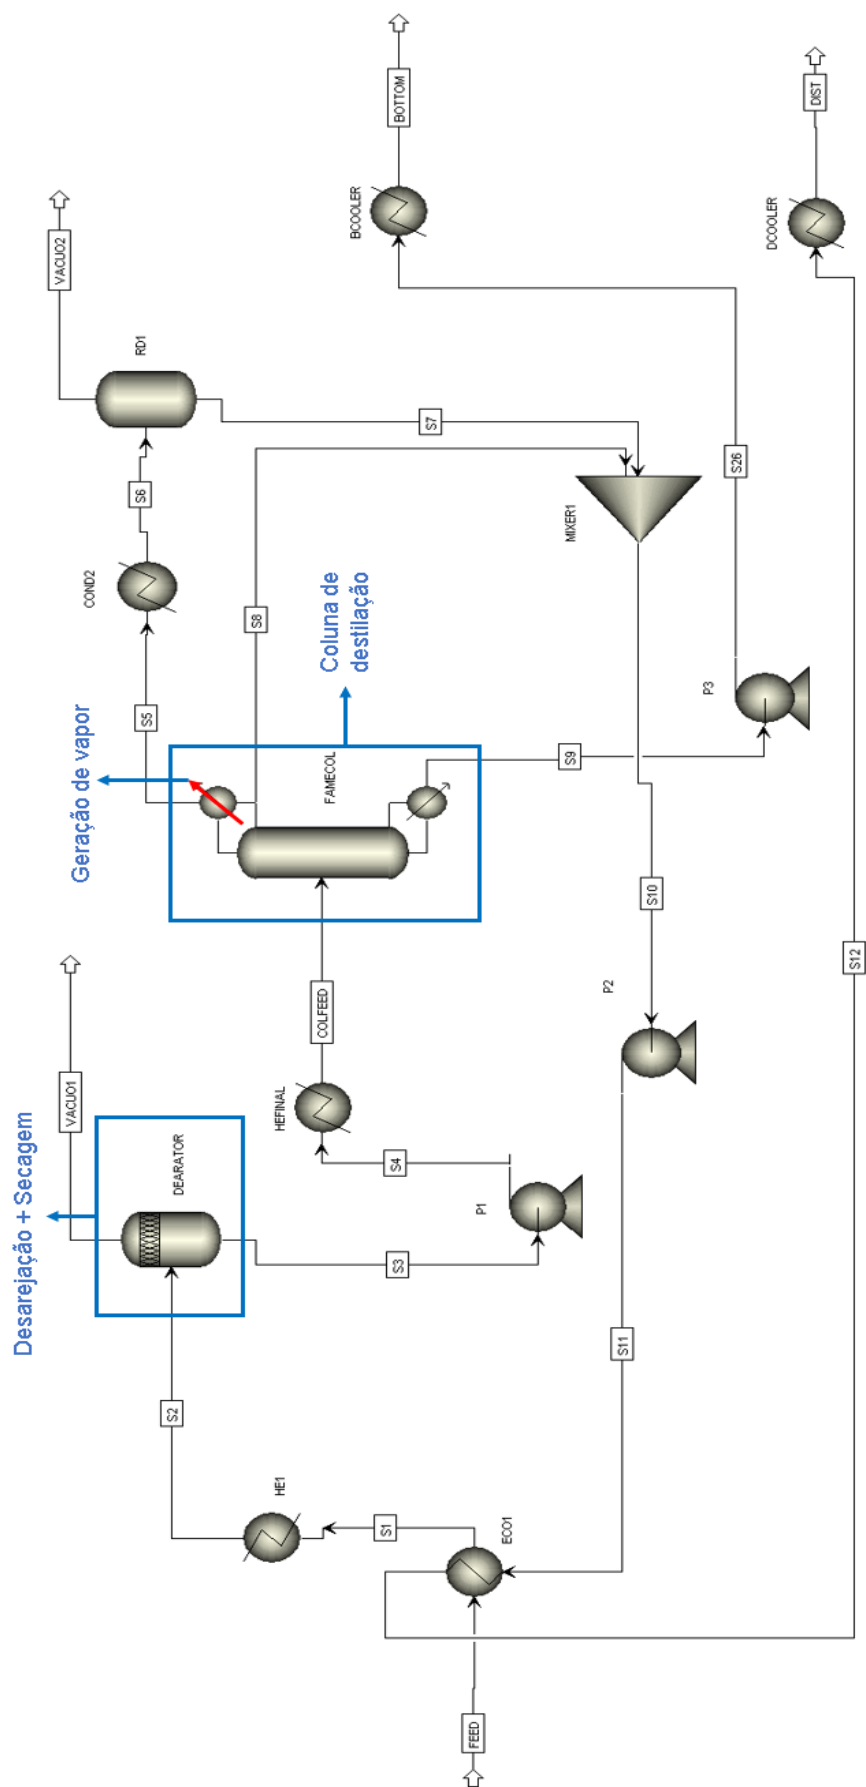 Desarejação + Secagem
Geração de vapor
Coluna de
destilação
VACUO1
VACUO2
BOTTOM
DIST
DEARATOR
FAMECOL
COND2
RD1
BCOOLER
DCOOLER
FEED
ECO1
S1
HE1
S2
S3
P1
S4
HEFINAL
COLFEED
S5
S6
S7
S8
MIXER1
S9
P3
S26
S10
P2
S11
S12